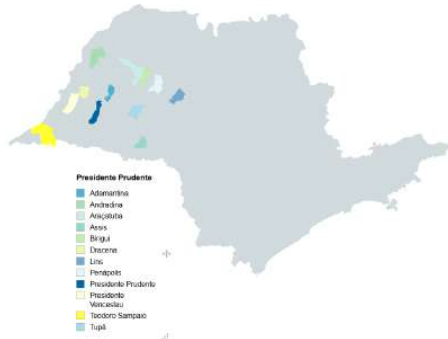 Presidente Prudente
Adamantina
Andradina
Araçatuba
Assis
Birigui
Dracena
Lins
Penápolis
Presidente Prudente
Presidente
Venceslau
Teodoro Sampaio
Tupã